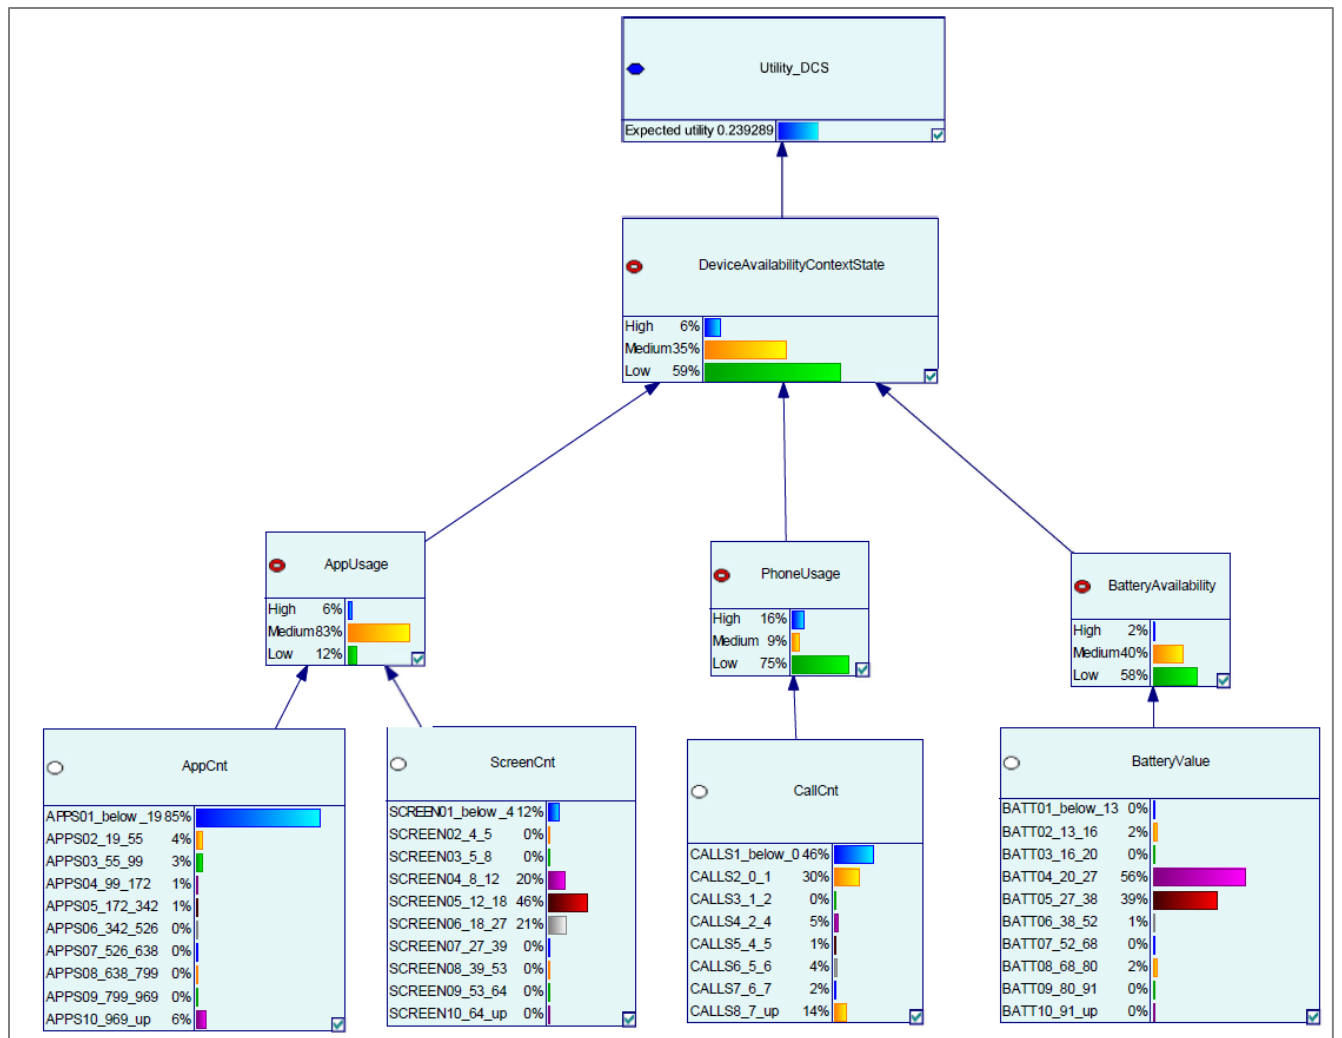 Utility_DCS
Expected utility 0.239289
DeviceAvailabilityContextState
High 6%
Medium 35%
Low 59%
AppUsage
High 6%
Medium 83%
Low 12%
PhoneUsage
High 16%
Medium 9%
Low 75%
BatteryAvailability
High 2%
Medium 40%
Low 58%
AppCnt
APPS01_below_19 85%
APPS02_19_55 4%
APPS03_55_99 3%
APPS04_99_172 1%
APPS05_172_342 1%
APPS06_342_526 0%
APPS07_526_638 0%
APPS08_638_799 0%
APPS09_799_969 0%
APPS10_969_up 6%
ScreenCnt
SCREEN01_below_4 12%
SCREEN02_4_5 0%
SCREEN03_5_8 0%
SCREEN04_8_12 20%
SCREEN05_12_18 46%
SCREEN06_18_27 21%
SCREEN07_27_39 0%
SCREEN08_39_53 0%
SCREEN09_53_64 0%
SCREEN10_64_up 0%
CallCnt
CALLS1_below_0 46%
CALLS2_0_1 30%
CALLS3_1_2 0%
CALLS4_2_4 5%
CALLS5_4_5 1%
CALLS6_5_6 4%
CALLS7_6_7 2%
CALLS8_7_up 14%
BatteryValue
BATT01_below_13 0%
BATT02_13_16 2%
BATT03_16_20 0%
BATT04_20_27 56%
BATT05_27_38 39%
BATT06_38_52 1%
BATT07_52_68 0%
BATT08_68_80 2%
BATT09_80_91 0%
BATT10_91_up 0%